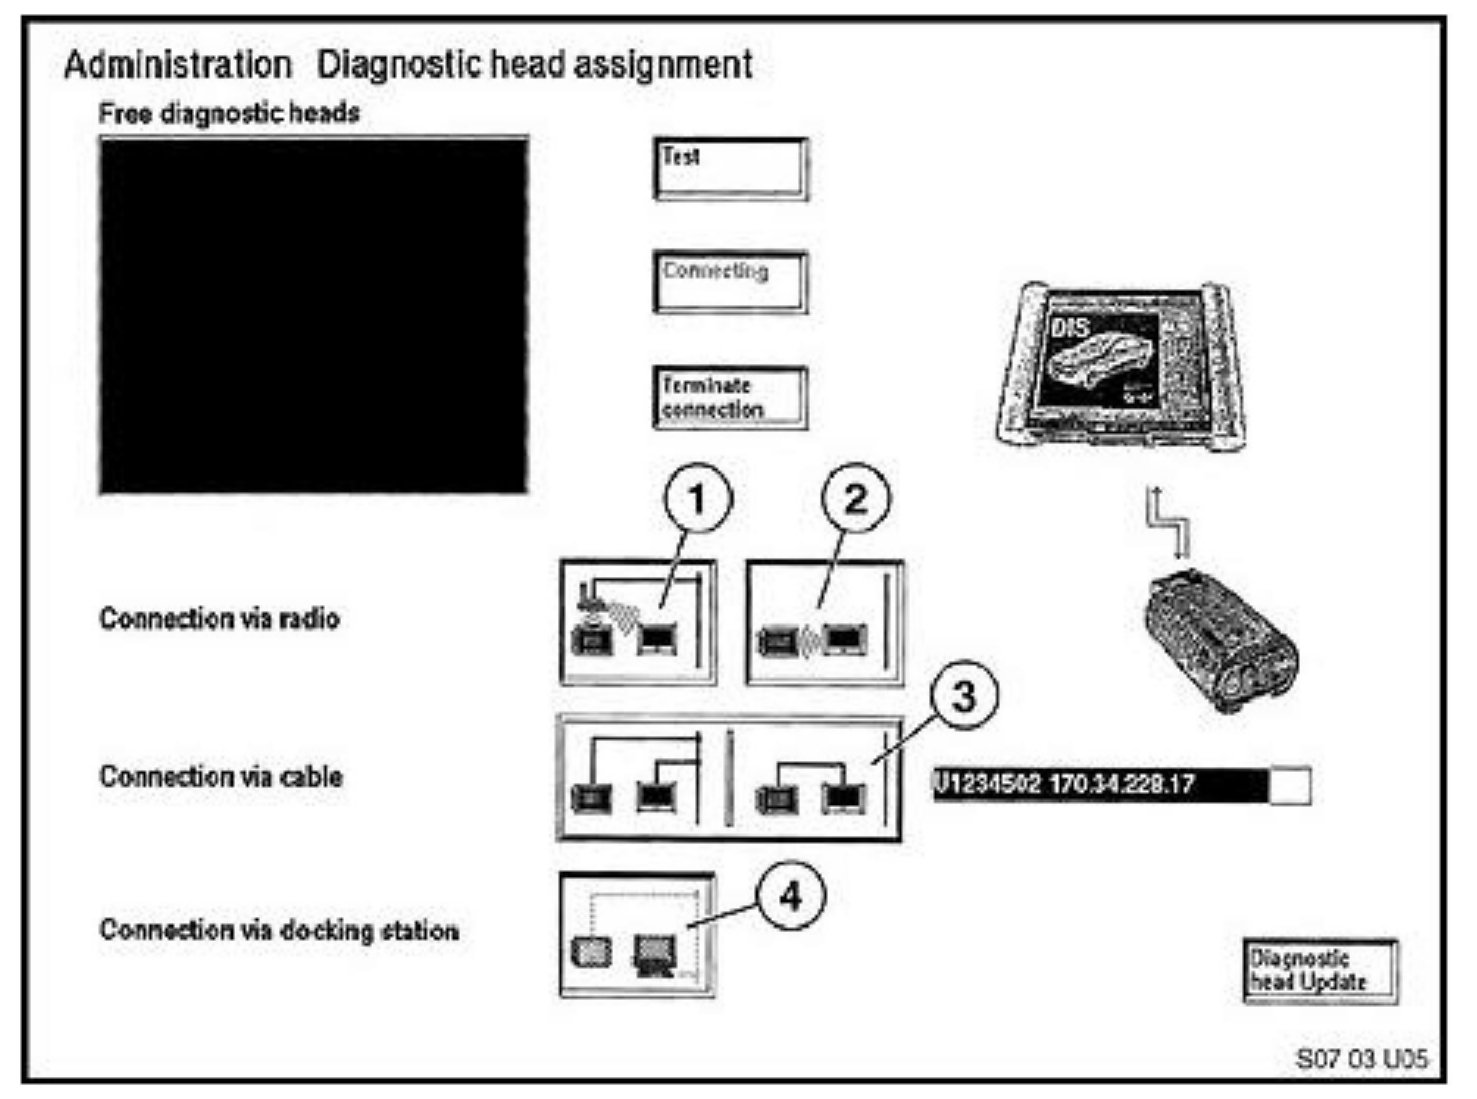 Administration Diagnostic head assignment
Free diagnostic heads
Test
Connecting
DIS
Terminate
connection
1
2
Connection via radio
3
Connection via cable
U1234502 170.34.228.17
4
Connection via docking station
Diagnostic
head Update
S07 03 U05